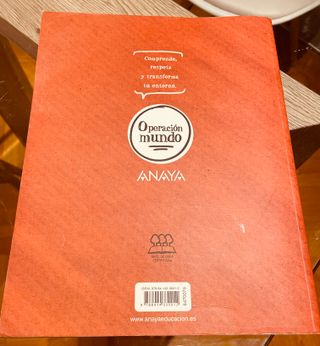 Comprende,
respeta
y transforma
tu entorno.
Operación
mundo
ANAYA
www.anayaeducacion.es